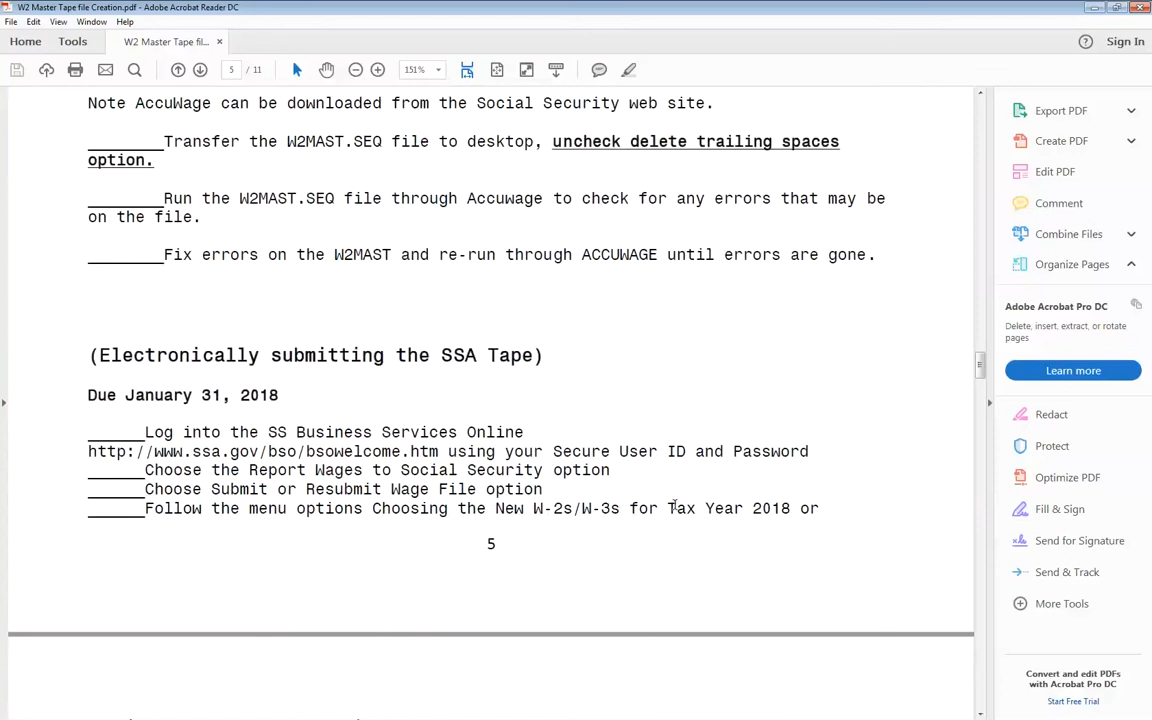 W2 Master Tape file Creation.pdf - Adobe Acrobat Reader DC
File Edit View Window Help
Home Tools W2 Master Tape fil... × Sign In
5 / 11 151%
Note AccuWage can be downloaded from the Social Security web site.
________Transfer the W2MAST.SEQ file to desktop, uncheck delete trailing spaces
option.
________Run the W2MAST.SEQ file through Accuwage to check for any errors that may be
on the file.
________Fix errors on the W2MAST and re-run through ACCUWAGE until errors are gone.
(Electronically submitting the SSA Tape)
Due January 31, 2018
______Log into the SS Business Services Online
http://www.ssa.gov/bso/bsowelcome.htm using your Secure User ID and Password
______Choose the Report Wages to Social Security option
______Choose Submit or Resubmit Wage File option
______Follow the menu options Choosing the New W-2s/W-3s for Tax Year 2018 or
5
Export PDF
Create PDF
Edit PDF
Comment
Combine Files
Organize Pages
Adobe Acrobat Pro DC
Delete, insert, extract, or rotate
pages
Learn more
Redact
Protect
Optimize PDF
Fill & Sign
Send for Signature
Send & Track
More Tools
Convert and edit PDFs
with Acrobat Pro DC
Start Free Trial